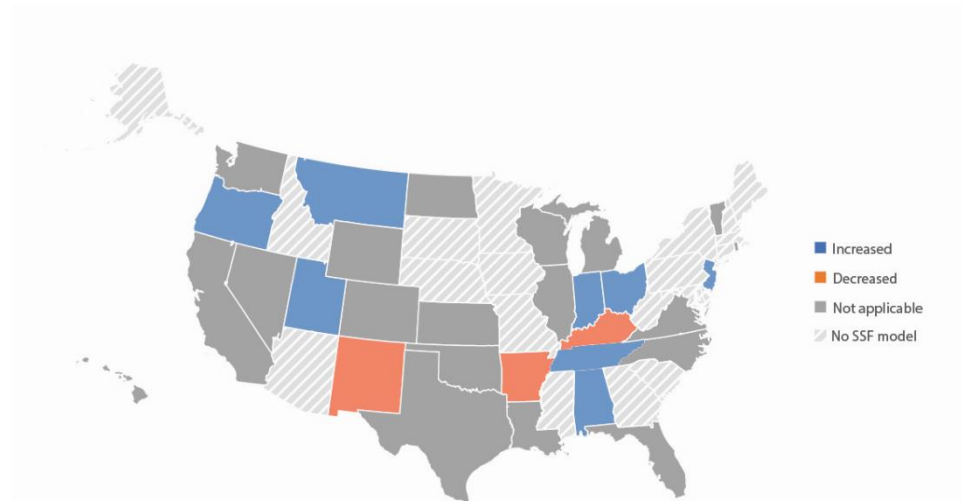 Increased
Decreased
Not applicable
No SSF model